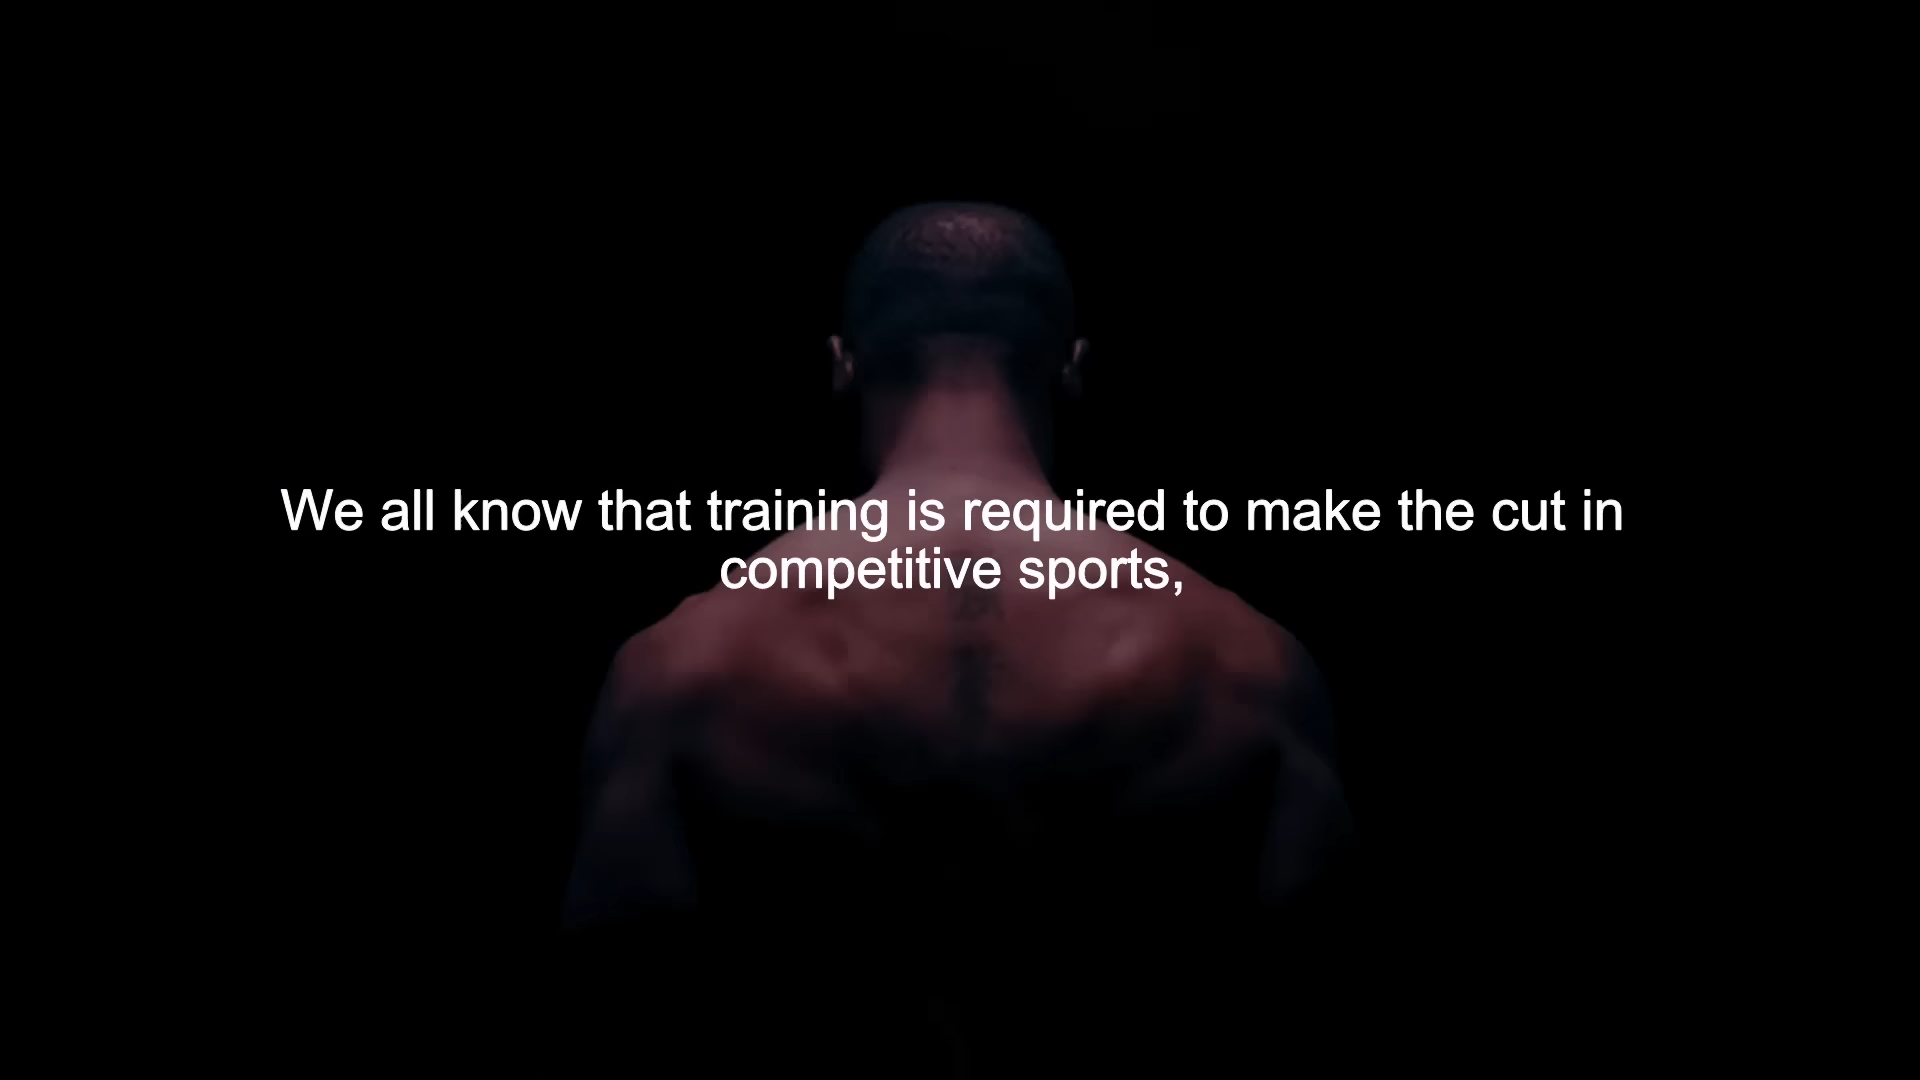 We all know that training is required to make the cut in
competitive sports,